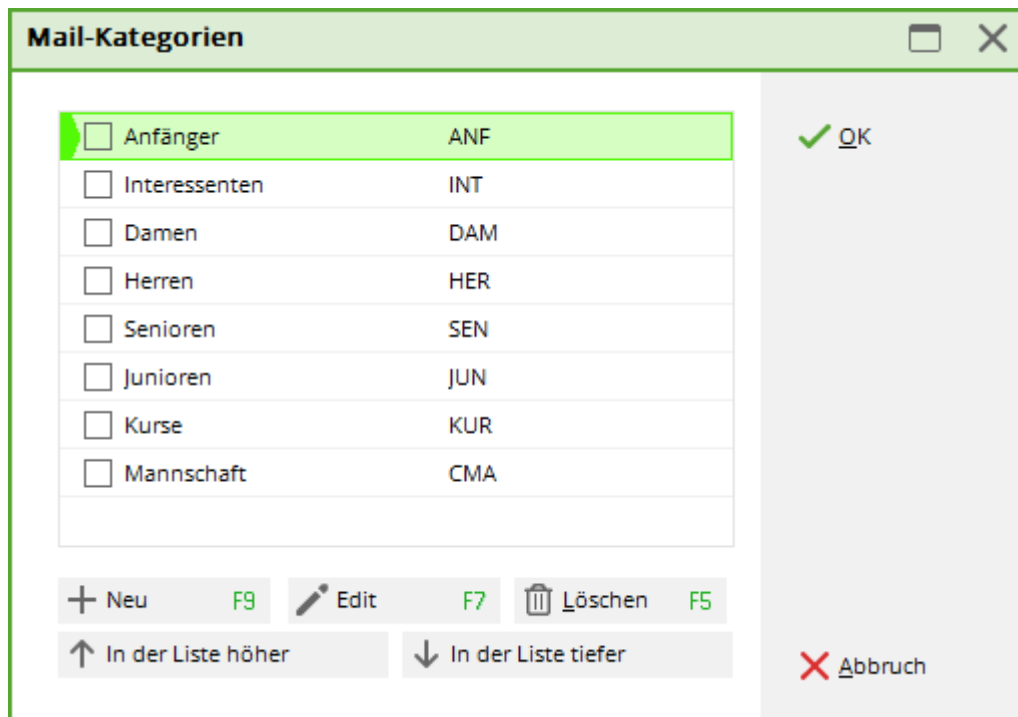 Mail-Kategorien
Anfänger ANF
OK
Interessenten INT
Damen DAM
Herren HER
Senioren SEN
Junioren JUN
Kurse KUR
Mannschaft CMA
Neu F9 Edit F7 Löschen F5
In der Liste höher In der Liste tiefer
Abbruch